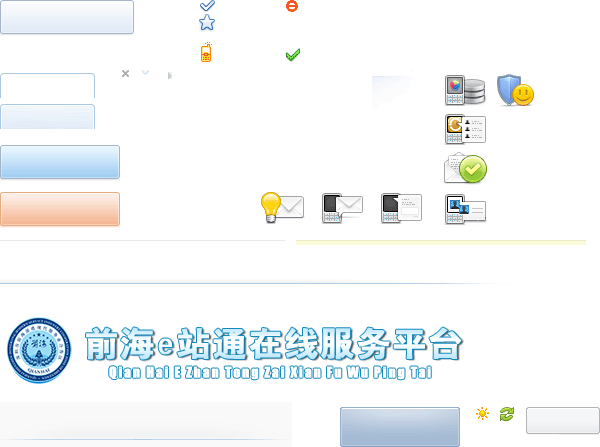 前海e站通在线服务平台
Qian Hai E Zhan Tong Zai Xian Fu Wu Ping Tai
QIANHAI